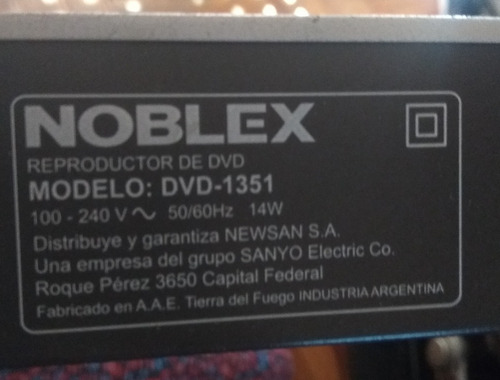 NOBLEX
REPRODUCTOR DE DVD
MODELO: DVD-1351
100 - 240 V ∿ 50/60Hz 14W
Distribuye y garantiza NEWSAN S.A.
Una empresa del grupo SANYO Electric Co.
Roque Pérez 3650 Capital Federal
Fabricado en A.A.E. Tierra del Fuego INDUSTRIA ARGENTINA